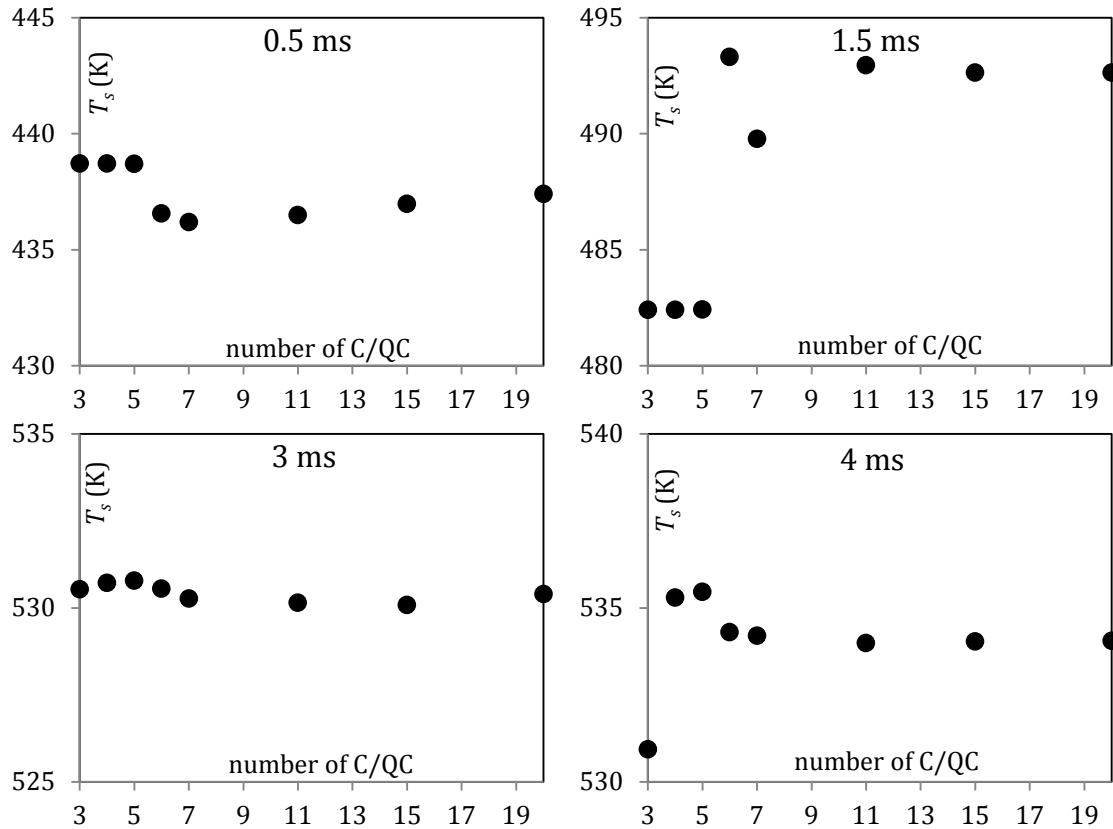 0.5 ms
T_s (K)
445
440
435
430
number of C/QC
3 5 7 9 11 13 15 17 19
1.5 ms
T_s (K)
495
490
485
480
number of C/QC
3 5 7 9 11 13 15 17 19
3 ms
T_s (K)
535
530
525
number of C/QC
3 5 7 9 11 13 15 17 19
4 ms
T_s (K)
540
535
530
number of C/QC
3 5 7 9 11 13 15 17 19